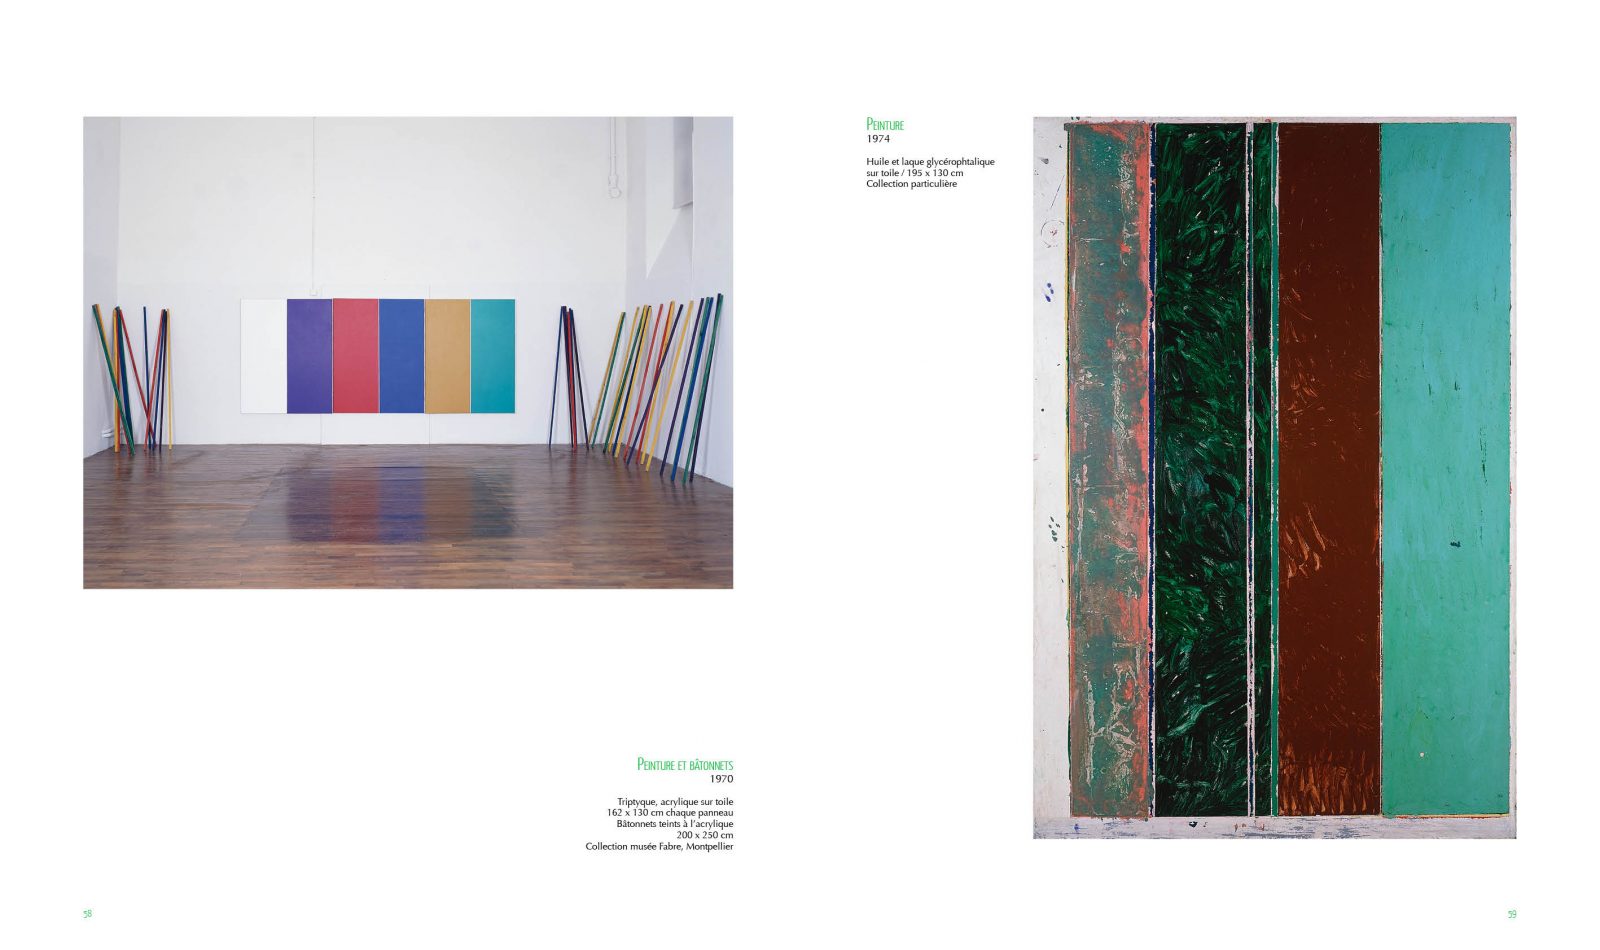 PEINTURE ET BÂTONNETS
1970
Triptyque, acrylique sur toile
162 x 130 cm chaque panneau
Bâtonnets teints à l'acrylique
200 x 250 cm
Collection musée Fabre, Montpellier
58
PEINTURE
1974
Huile et laque glycérophtalique
sur toile / 195 x 130 cm
Collection particulière
59